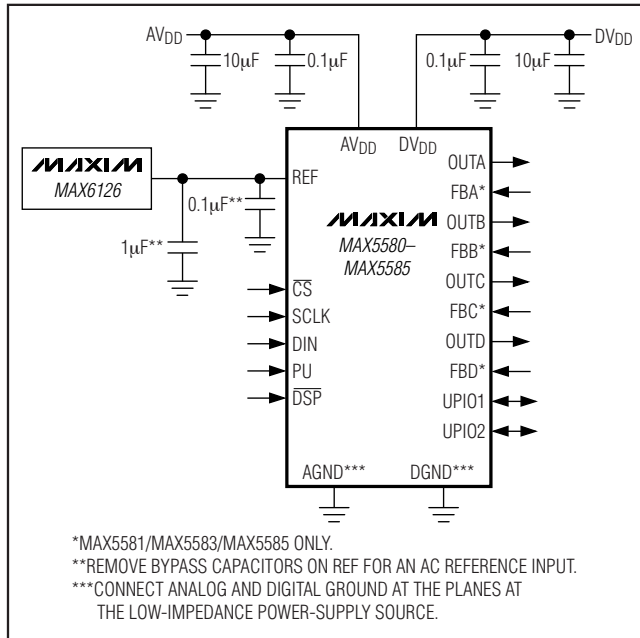 AVDD
10µF
0.1µF
0.1µF
10µF
DVDD
AVDD DVDD
MAXIM
MAX6126
REF
0.1µF**
1µF**
MAXIM
MAX5580–
MAX5585
CS
SCLK
DIN
PU
DSP
OUTA
FBA*
OUTB
FBB*
OUTC
FBC*
OUTD
FBD*
UPIO1
UPIO2
AGND*** DGND***
*MAX5581/MAX5583/MAX5585 ONLY.
**REMOVE BYPASS CAPACITORS ON REF FOR AN AC REFERENCE INPUT.
***CONNECT ANALOG AND DIGITAL GROUND AT THE PLANES AT
THE LOW-IMPEDANCE POWER-SUPPLY SOURCE.